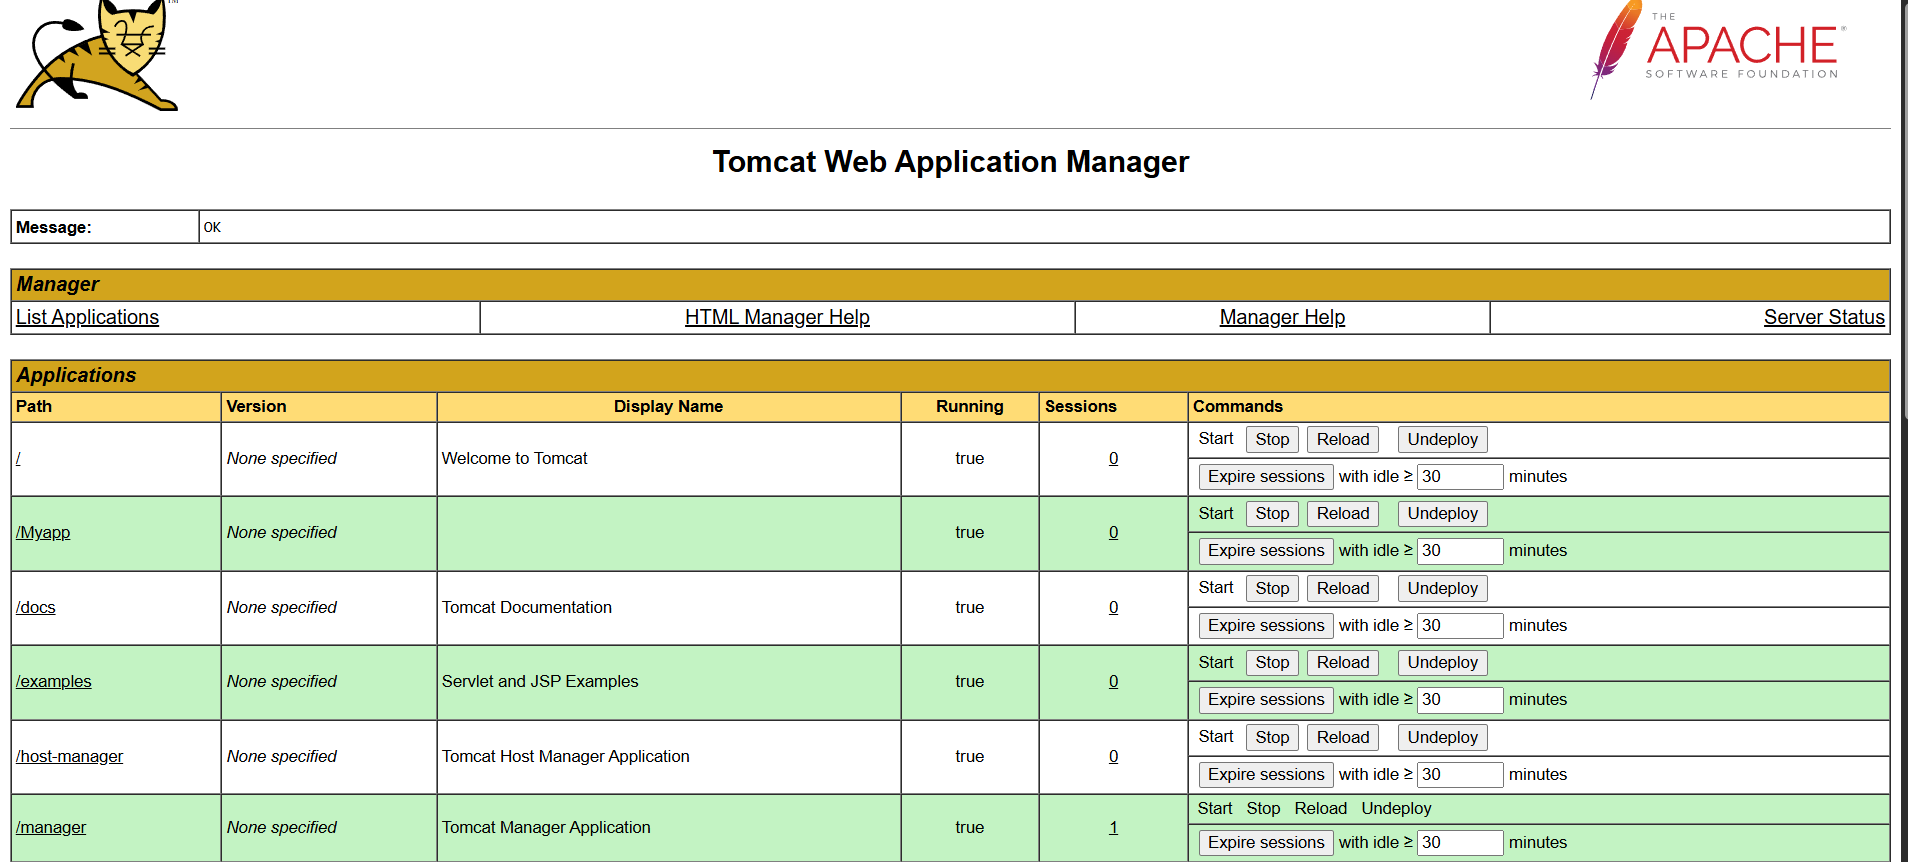 TM
THE
APACHE®
SOFTWARE FOUNDATION
Tomcat Web Application Manager
Message: OK
Manager
List Applications HTML Manager Help Manager Help Server Status
Applications
Path Version Display Name Running Sessions Commands
/ None specified Welcome to Tomcat true 0 Start Stop Reload Undeploy
Expire sessions with idle ≥ 30 minutes
/Myapp None specified true 0 Start Stop Reload Undeploy
Expire sessions with idle ≥ 30 minutes
/docs None specified Tomcat Documentation true 0 Start Stop Reload Undeploy
Expire sessions with idle ≥ 30 minutes
/examples None specified Servlet and JSP Examples true 0 Start Stop Reload Undeploy
Expire sessions with idle ≥ 30 minutes
/host-manager None specified Tomcat Host Manager Application true 0 Start Stop Reload Undeploy
Expire sessions with idle ≥ 30 minutes
/manager None specified Tomcat Manager Application true 1 Start Stop Reload Undeploy
Expire sessions with idle ≥ 30 minutes